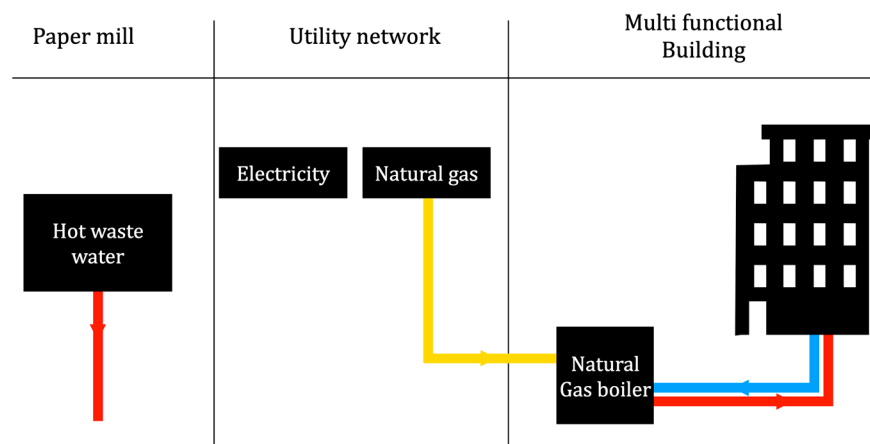 Paper mill
Utility network
Multi functional
Building
Electricity
Natural gas
Hot waste
water
Natural
Gas boiler